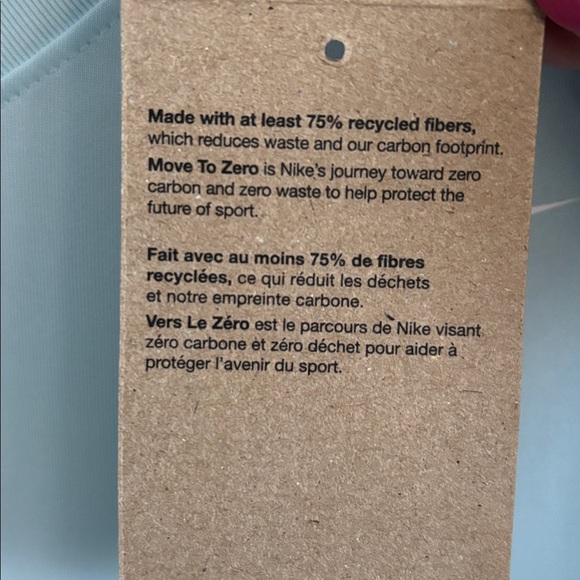 Made with at least 75% recycled fibers,
which reduces waste and our carbon footprint.
Move To Zero is Nike's journey toward zero
carbon and zero waste to help protect the
future of sport.
Fait avec au moins 75% de fibres
recyclées, ce qui réduit les déchets
et notre empreinte carbone.
Vers Le Zéro est le parcours de Nike visant
zéro carbone et zéro déchet pour aider à
protéger l'avenir du sport.